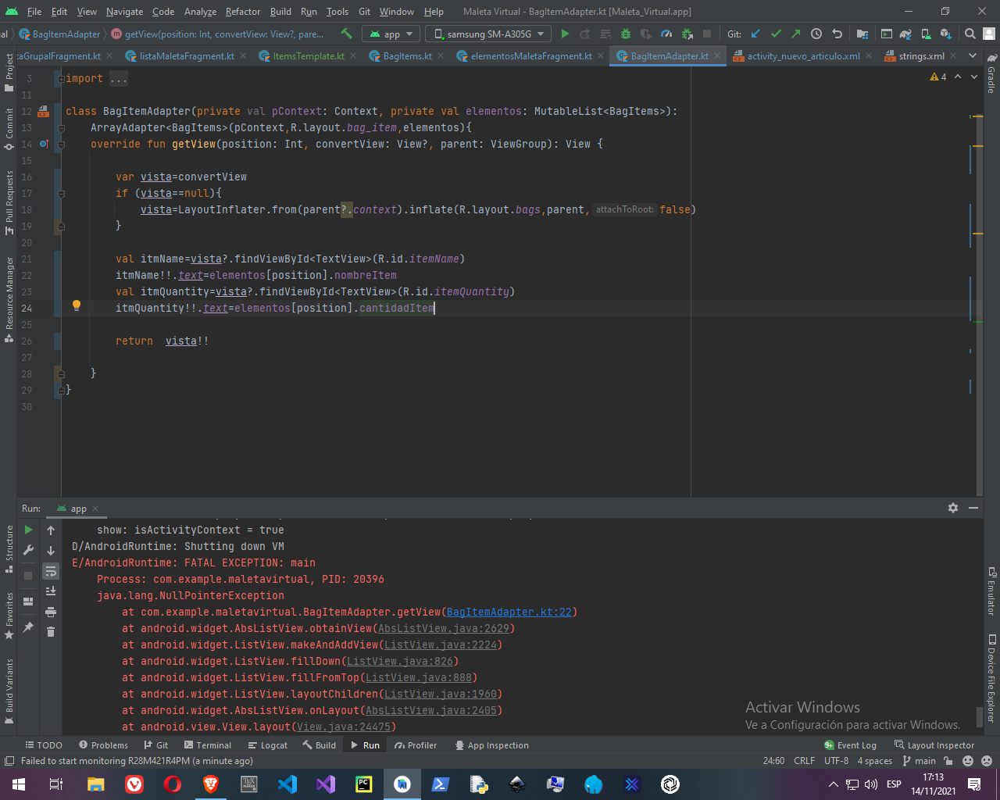 File Edit View Navigate Code Analyze Refactor Build Run Tools Git Window Help Maleta Virtual - BagItemAdapter.kt [Maleta_Virtual.app]
al BagItemAdapter getView(position: Int, convertView: View?, pare... app samsung SM-A305G Git:
taGrupalFragment.kt listaMaletaFragment.kt ItemsTemplate.kt BagItems.kt elementosMaletaFragment.kt BagItemAdapter.kt activity_nuevo_articulo.xml strings.xml
3 import ...
4
11
12 class BagItemAdapter(private val pContext: Context, private val elementos: MutableList<BagItems>):
13 ArrayAdapter<BagItems>(pContext,R.layout.bag_item,elementos){
14 override fun getView(position: Int, convertView: View?, parent: ViewGroup): View {
15
16 var vista=convertView
17 if (vista==null){
18 vista=LayoutInflater.from(parent?.context).inflate(R.layout.bags,parent, attachToRoot: false)
19 }
20
21 val itmName=vista?.findViewById<TextView>(R.id.itemName)
22 itmName!!.text=elementos[position].nombreItem
23 val itmQuantity=vista?.findViewById<TextView>(R.id.itemQuantity)
24 itmQuantity!!.text=elementos[position].cantidadItem
25
26 return vista!!
27
28 }
29 }
30
Project
Commit
Pull Requests
Resource Manager
Structure
Favorites
Build Variants
Gradle
Emulator
Device File Explorer
Run: app
show: isActivityContext = true
D/AndroidRuntime: Shutting down VM
E/AndroidRuntime: FATAL EXCEPTION: main
Process: com.example.maletavirtual, PID: 20396
java.lang.NullPointerException
at com.example.maletavirtual.BagItemAdapter.getView(BagItemAdapter.kt:22)
at android.widget.AbsListView.obtainView(AbsListView.java:2629)
at android.widget.ListView.makeAndAddView(ListView.java:2224)
at android.widget.ListView.fillDown(ListView.java:826)
at android.widget.ListView.fillFromTop(ListView.java:888)
at android.widget.ListView.layoutChildren(ListView.java:1960)
at android.widget.AbsListView.onLayout(AbsListView.java:2405)
at android.view.View.layout(View.java:24475)
Activar Windows
Ve a Configuración para activar Windows.
TODO Problems Git Terminal Logcat Build Run Profiler App Inspection Event Log Layout Inspector
Failed to start monitoring R28M421R4PM (a minute ago) 24:60 CRLF UTF-8 4 spaces main
ESP 17:13
14/11/2021